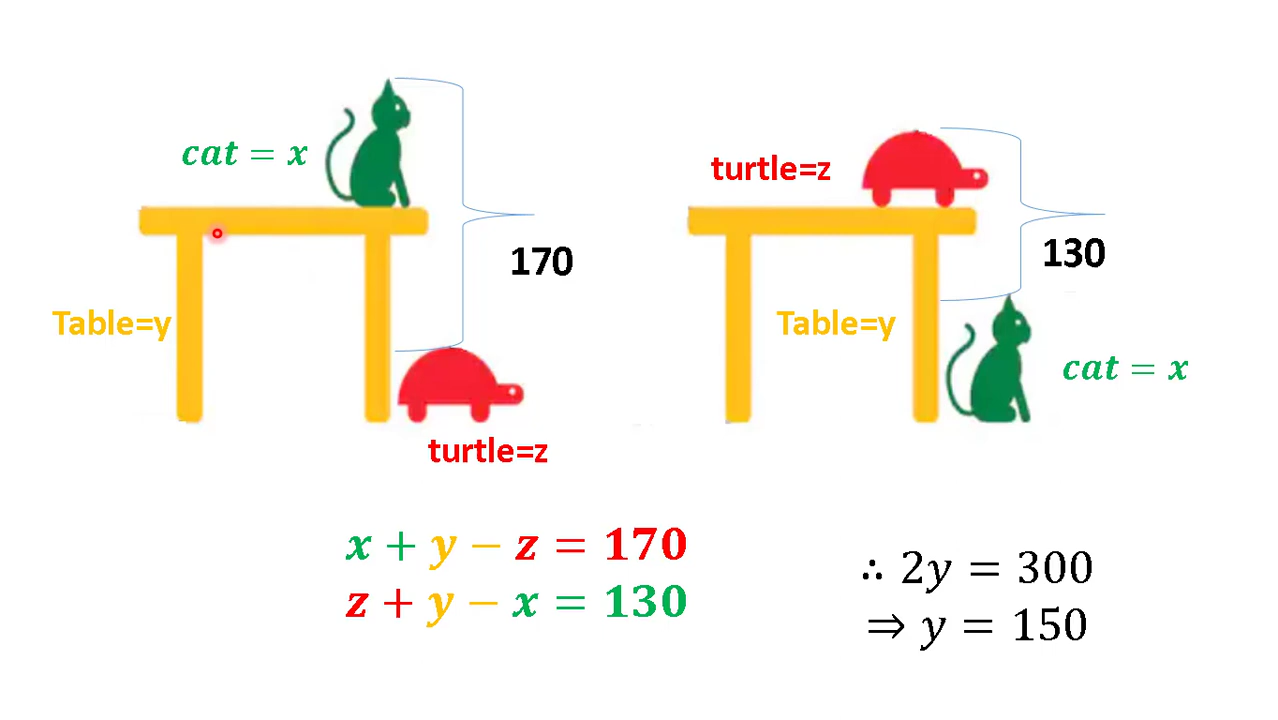 cat = x
170
Table=y
turtle=z
turtle=z
130
Table=y
cat = x
x + y − z = 170
z + y − x = 130
∴ 2y = 300
⇒ y = 150